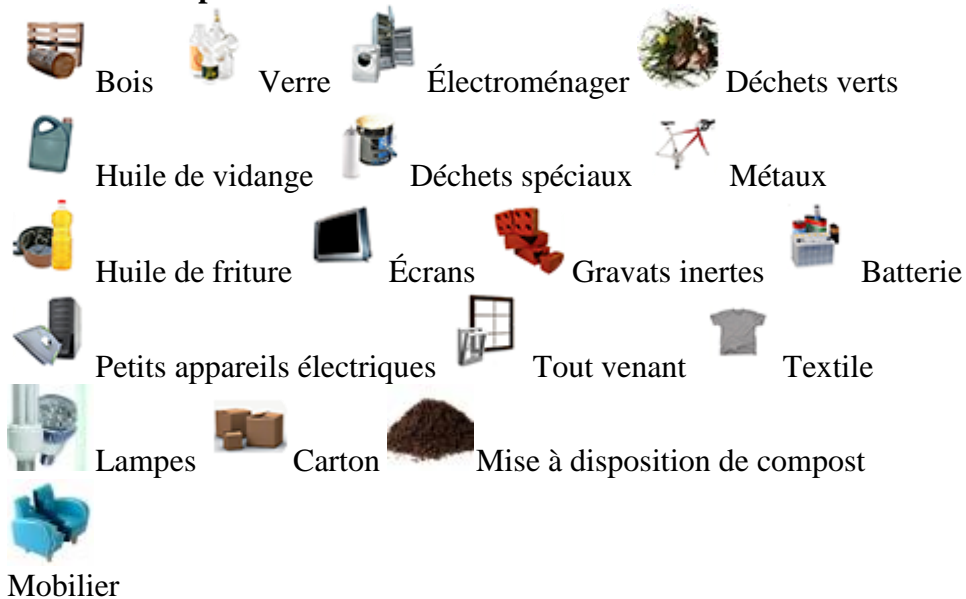 Bois Verre Électroménager Déchets verts
Huile de vidange Déchets spéciaux Métaux
Huile de friture Écrans Gravats inertes Batterie
Petits appareils électriques Tout venant Textile
Lampes Carton Mise à disposition de compost
Mobilier